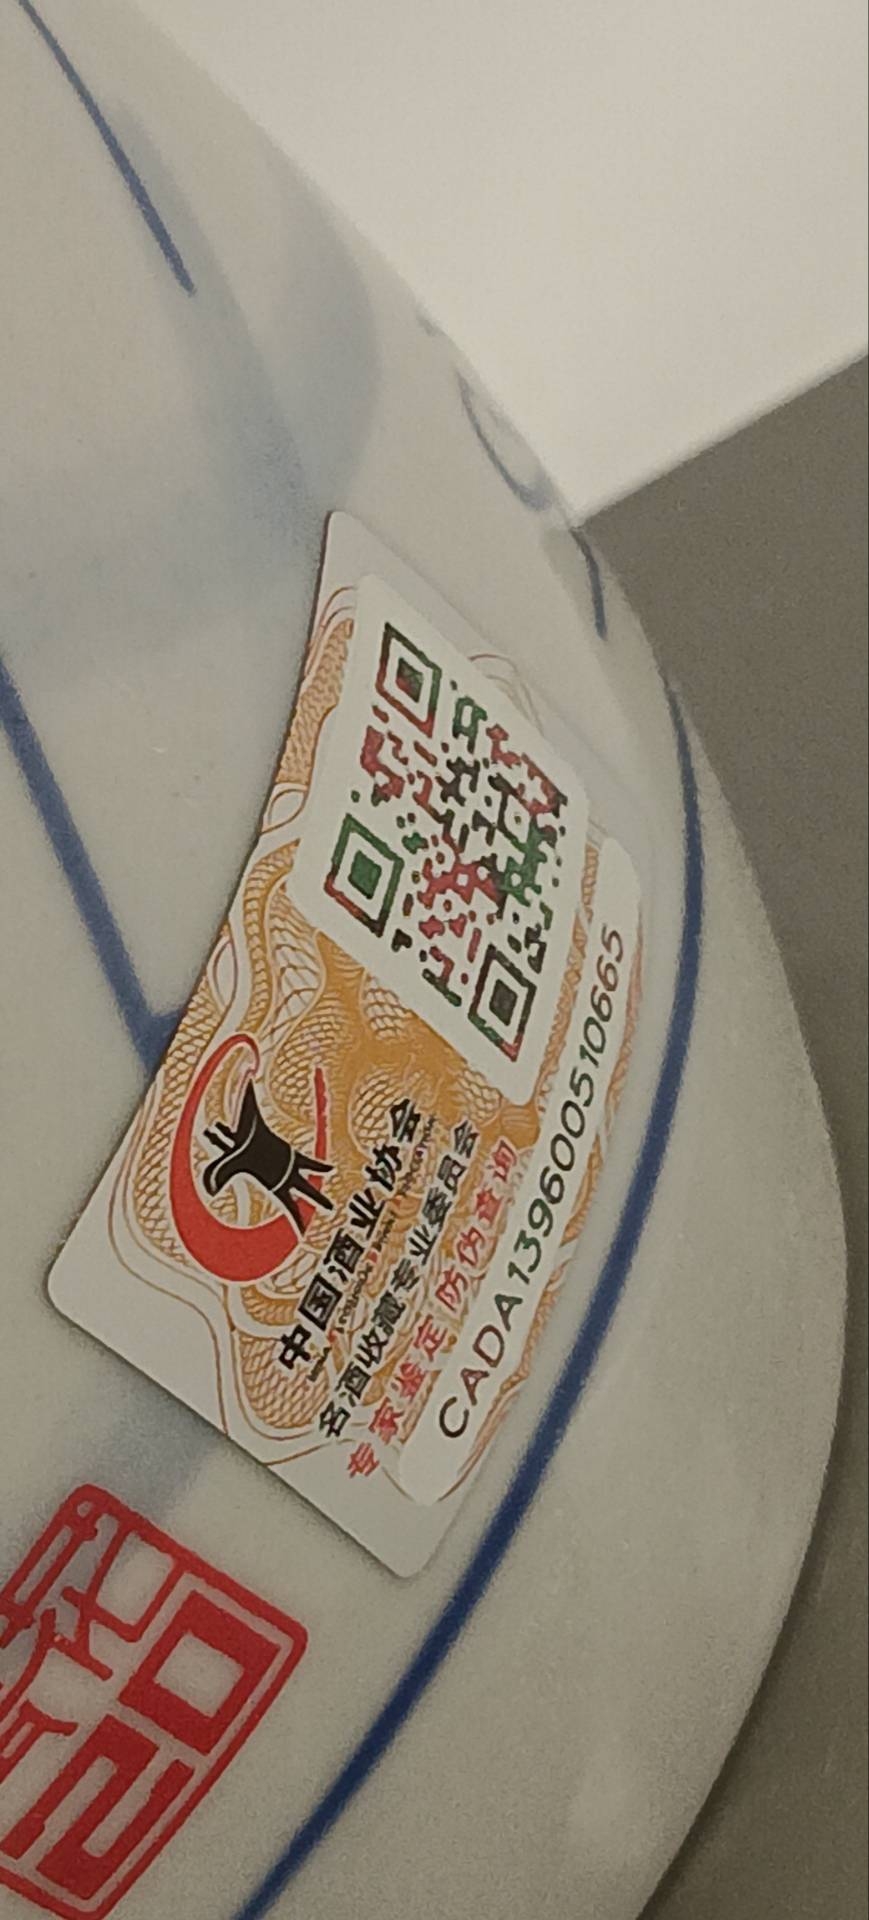 中国酒业协会
名酒收藏专业委员会
专家鉴定 防伪查询
CADA139600510665